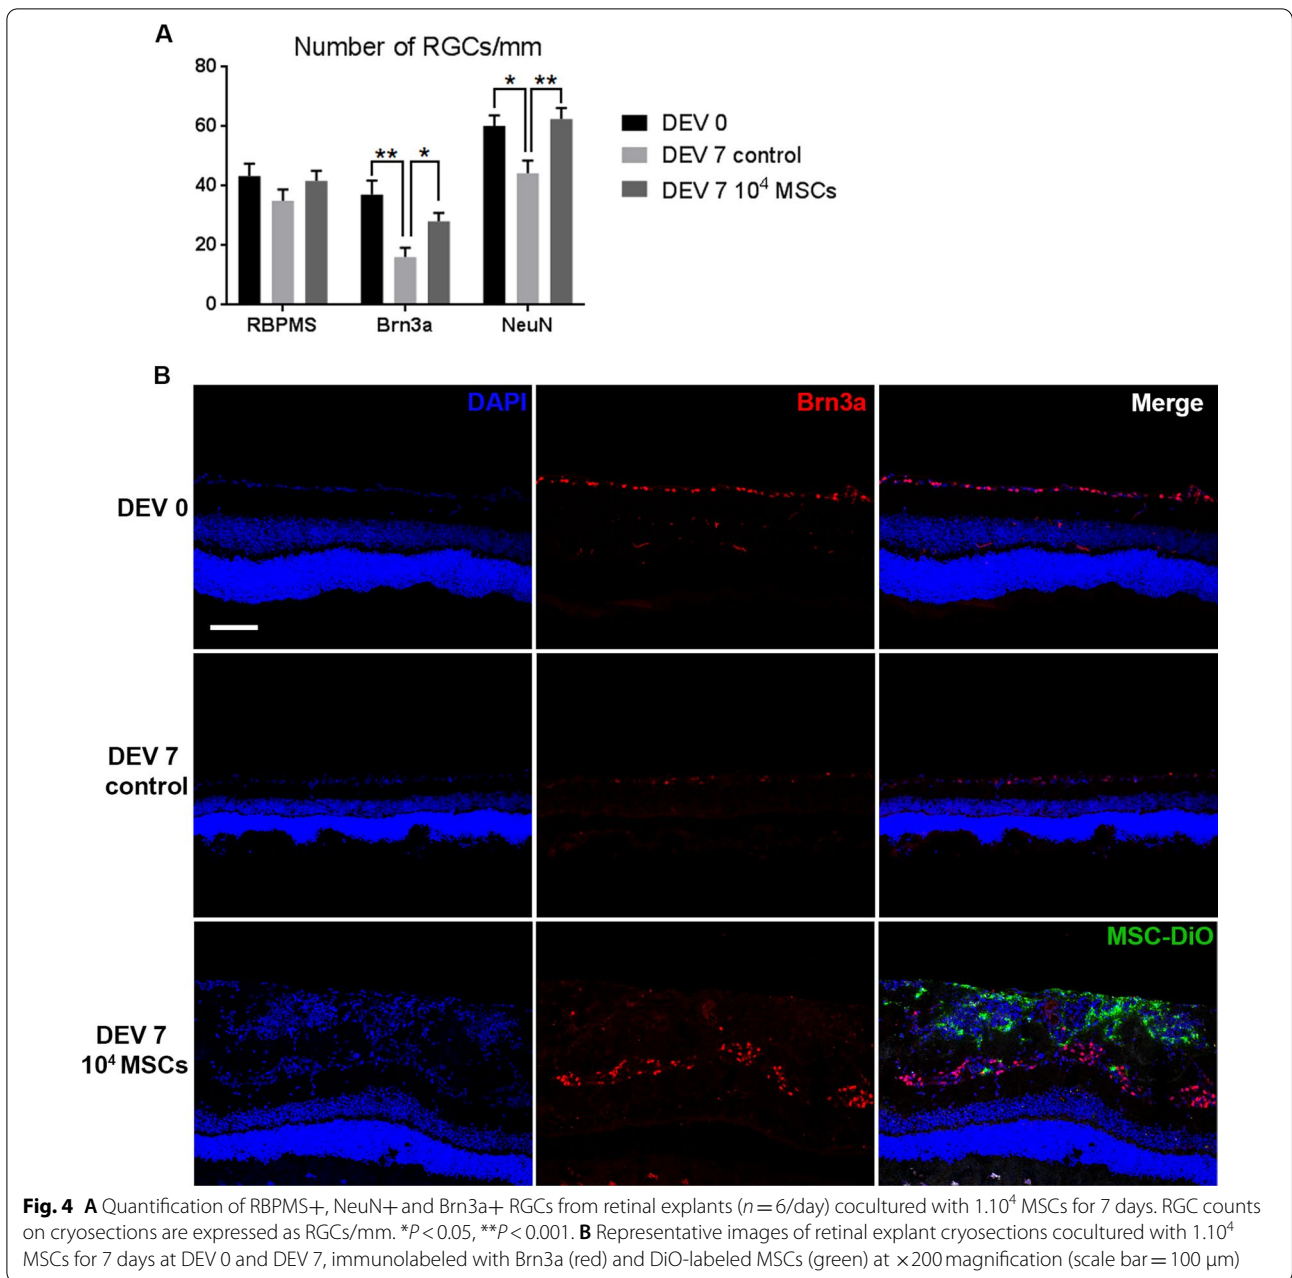 A
Number of RGCs/mm
80
60
40
20
0
* **
** *
RBPMS Brn3a NeuN
DEV 0
DEV 7 control
DEV 7 10⁴ MSCs
B
DAPI Brn3a Merge
DEV 0
DEV 7
control
MSC-DiO
DEV 7
10⁴ MSCs
Fig. 4 A Quantification of RBPMS+, NeuN+ and Brn3a+ RGCs from retinal explants (n = 6/day) cocultured with 1.10⁴ MSCs for 7 days. RGC counts
on cryosections are expressed as RGCs/mm. *P < 0.05, **P < 0.001. B Representative images of retinal explant cryosections cocultured with 1.10⁴
MSCs for 7 days at DEV 0 and DEV 7, immunolabeled with Brn3a (red) and DiO-labeled MSCs (green) at ×200 magnification (scale bar = 100 μm)